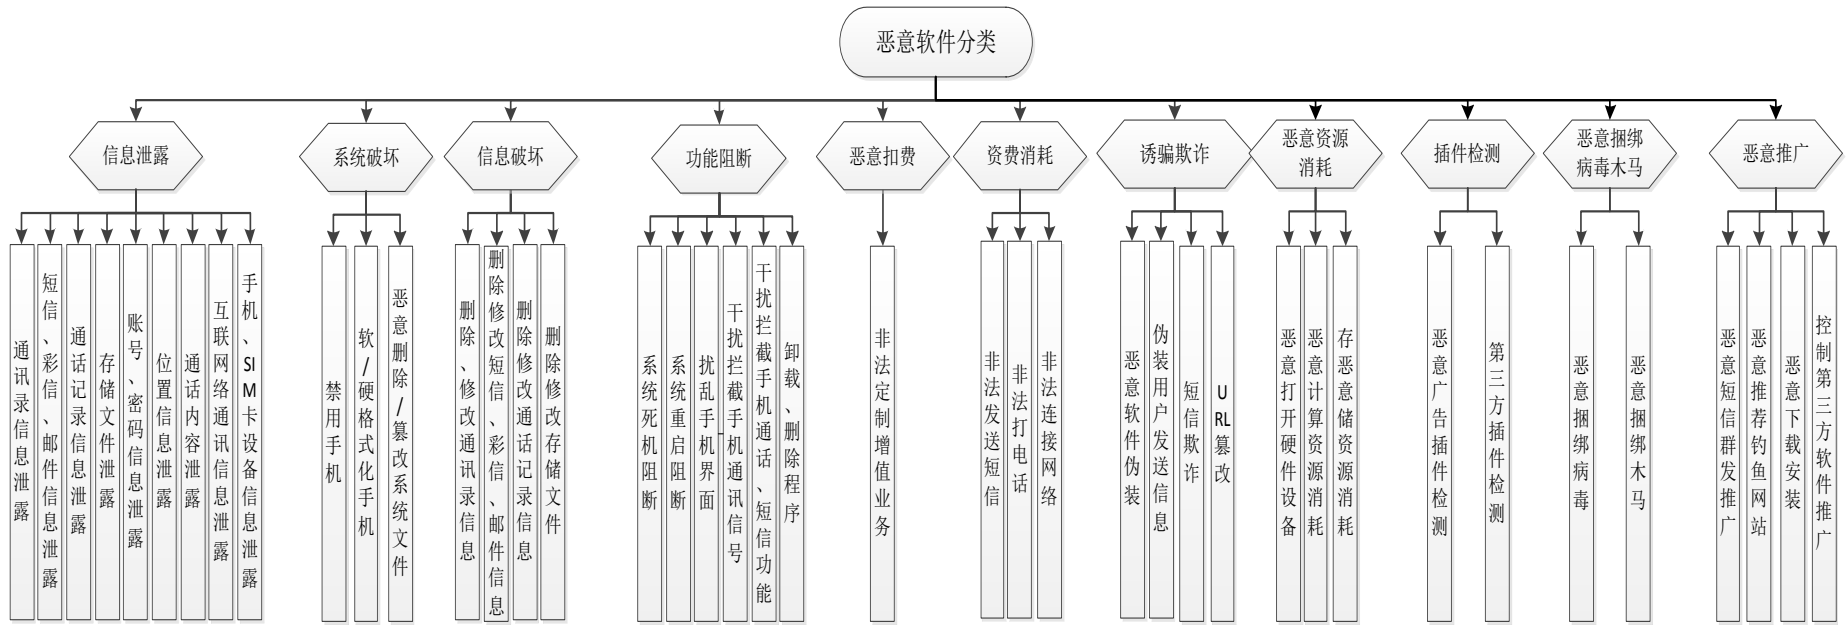 恶意软件分类
信息泄露
系统破坏
信息破坏
功能阻断
恶意扣费
资费消耗
诱骗欺诈
恶意资源
消耗
插件检测
恶意捆绑
病毒木马
恶意推广
通讯录信息泄露
短信、彩信、邮件信息泄露
通话记录信息泄露
存储文件泄露
账号、密码信息泄露
位置信息泄露
通话内容泄露
互联网络通讯信息泄露
手机、SIM卡设备信息泄露
禁用手机
软/硬格式化手机
恶意删除/篡改系统文件
删除、修改通讯录信息
删除修改短信、彩信、邮件信息
删除修改通话记录信息
删除修改存储文件
系统死机阻断
系统重启阻断
扰乱手机界面
干扰拦截手机通讯信号
干扰拦截手机通话、短信功能
卸载、删除程序
非法定制增值业务
非法发送短信
非法打电话
非法连接网络
恶意软件伪装
伪装用户发送信息
短信欺诈
URL篡改
恶意打开硬件设备
恶意计算资源消耗
存恶意储资源消耗
恶意广告插件检测
第三方插件检测
恶意捆绑病毒
恶意捆绑木马
恶意短信群发推广
恶意推荐钓鱼网站
恶意下载安装
控制第三方软件推广